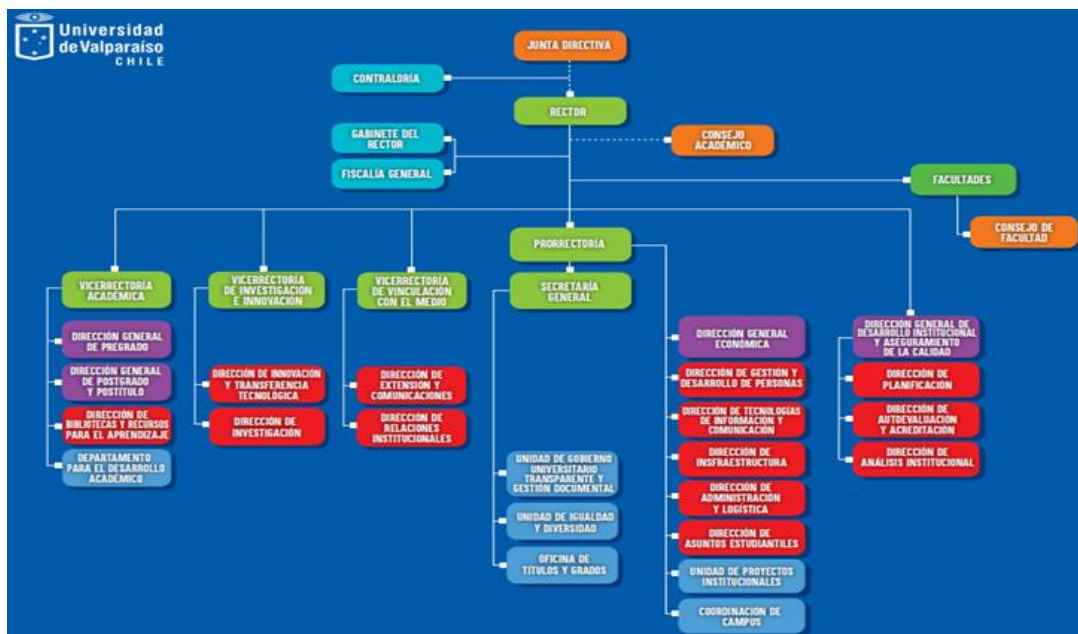 Universidad
de Valparaíso
CHILE
JUNTA DIRECTIVA
CONTRALORÍA
RECTOR
GABINETE DEL
RECTOR
CONSEJO
ACADÉMICO
FISCALÍA GENERAL
FACULTADES
CONSEJO DE
FACULTAD
PRORRECTORÍA
VICERRECTORÍA
ACADÉMICA
VICERRECTORÍA
DE INVESTIGACIÓN
E INNOVACIÓN
VICERRECTORÍA
DE VINCULACIÓN
CON EL MEDIO
SECRETARÍA
GENERAL
DIRECCIÓN GENERAL
DE PREGRADO
DIRECCIÓN GENERAL
DE POSTGRADO
Y POSTÍTULO
DIRECCIÓN DE
BIBLIOTECAS Y RECURSOS
PARA EL APRENDIZAJE
DEPARTAMENTO
PARA EL DESARROLLO
ACADÉMICO
DIRECCIÓN DE INNOVACIÓN
Y TRANSFERENCIA
TECNOLÓGICA
DIRECCIÓN DE
INVESTIGACIÓN
DIRECCIÓN DE
EXTENSIÓN Y
COMUNICACIONES
DIRECCIÓN DE
RELACIONES
INSTITUCIONALES
UNIDAD DE GOBIERNO
UNIVERSITARIO
TRANSPARENTE Y
GESTIÓN DOCUMENTAL
UNIDAD DE IGUALDAD
Y DIVERSIDAD
OFICINA DE
TÍTULOS Y GRADOS
DIRECCIÓN GENERAL
ECONÓMICA
DIRECCIÓN DE GESTIÓN Y
DESARROLLO DE PERSONAS
DIRECCIÓN DE TECNOLOGÍAS
DE INFORMACIÓN Y
COMUNICACIÓN
DIRECCIÓN DE
INSFRAESTRUCTURA
DIRECCIÓN DE
ADMINISTRACIÓN
Y LOGÍSTICA
DIRECCIÓN DE
ASUNTOS ESTUDIANTILES
UNIDAD DE PROYECTOS
INSTITUCIONALES
COORDINACIÓN DE
CAMPUS
DIRECCIÓN GENERAL DE
DESARROLLO INSTITUCIONAL
Y ASEGURAMIENTO
DE LA CALIDAD
DIRECCIÓN DE
PLANIFICACIÓN
DIRECCIÓN DE
AUTOEVALUACIÓN
Y ACREDITACIÓN
DIRECCIÓN DE
ANÁLISIS INSTITUCIONAL